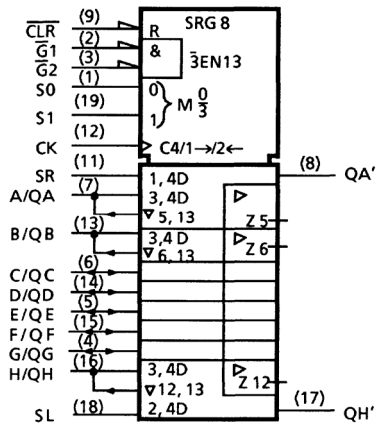 (9) SRG 8
CLR R
(2)
G1 &
(3) 3EN13
G2
(1)
S0 0
M 0/3
(19)
S1 1
(12)
CK C4/1→/2←
(11) (8)
SR 1, 4D QA'
(7) 3, 4D
A/QA ▷
▽ 5, 13 Z 5
(13)
B/QB 3,4 D ▷
▽ 6, 13 Z 6
(6)
C/QC
(14)
D/QD
(5)
E/QE
(15)
F/QF
(4)
G/QG
(16)
H/QH 3, 4D ▷
▽12, 13 Z 12
(18) (17)
SL 2, 4D QH'